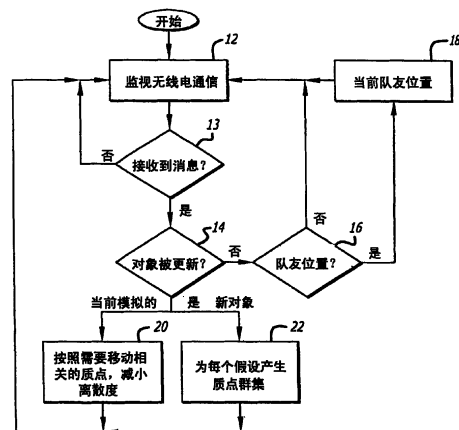 开始
12
监视无线电通信
18
当前队友位置
13
接收到消息?
否
是
14
对象被更新?
否
16
队友位置?
否
是
当前模拟的
是
新对象
20
按照需要移动相
关的质点,减小
离散度
22
为每个假设产生
质点群集